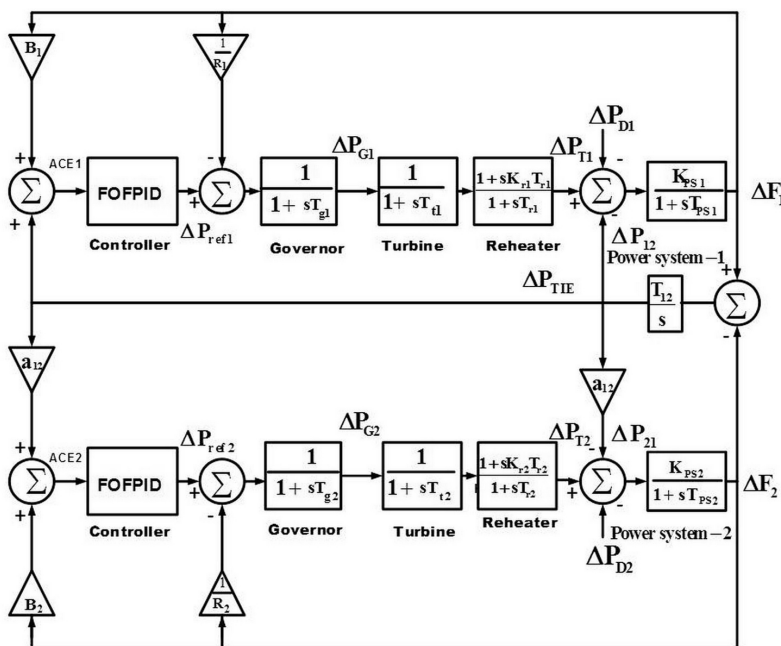 B1
1
R1
ΔPD1
ACE1
ΔPG1
ΔPT1
+
-
-
Σ
FOFPID
Σ
1
1 + sTg1
1
1 + sTt1
1 + sKr1Tr1
1 + sTr1
Σ
KPS1
1 + sTPS1
ΔF1
+
+
+
-
Controller
ΔPref1
Governor
Turbine
Reheater
ΔP12
Power system-1
ΔPTIE
T12
s
+
Σ
-
a12
a12
ACE2
ΔPref2
ΔPG2
ΔPT2
ΔP21
+
-
Σ
FOFPID
Σ
1
1 + sTg2
1
1 + sTt2
1 + sKr2Tr2
1 + sTr2
Σ
KPS2
1 + sTPS2
ΔF2
+
+
+
-
-
Controller
Governor
Turbine
Reheater
Power system-2
ΔPD2
B2
1
R2